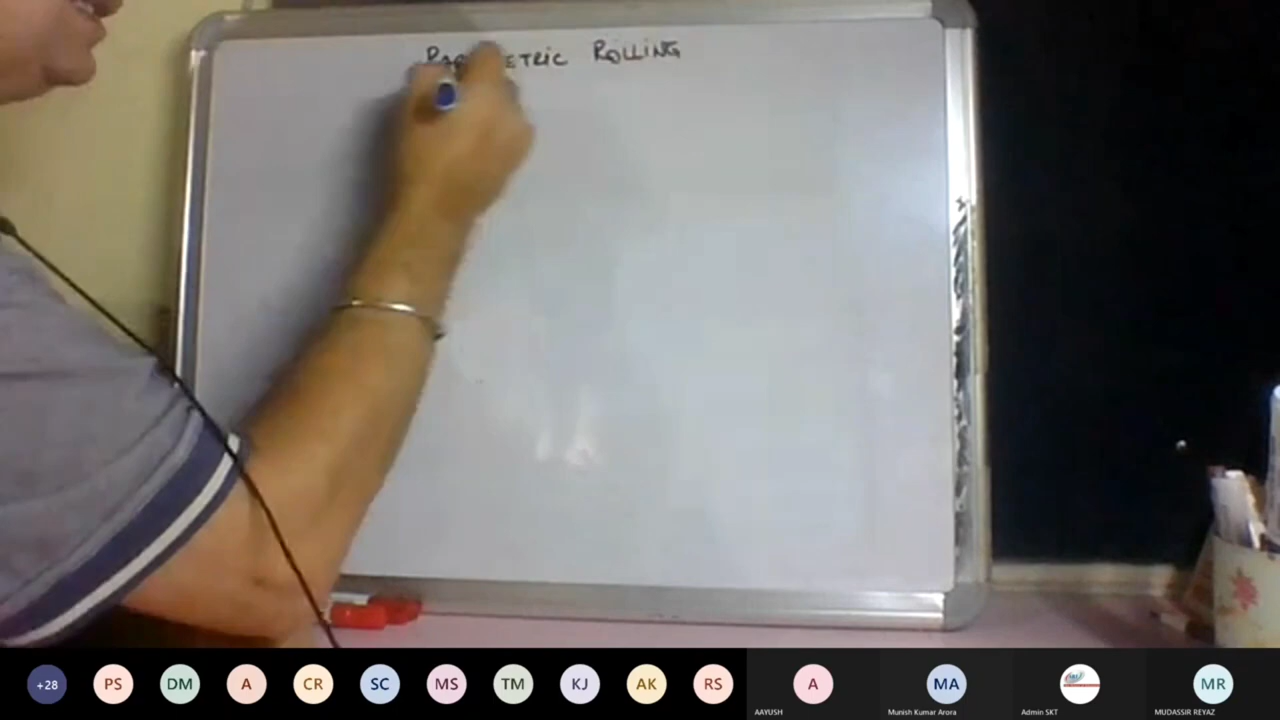 ROLLING
+28
PS
DM
A
CR
SC
MS
TM
KJ
AK
RS
A
MA
MR
AAYUSH
Munish Kumar Arora
Admin SKT
MUDASSIR REYAZ